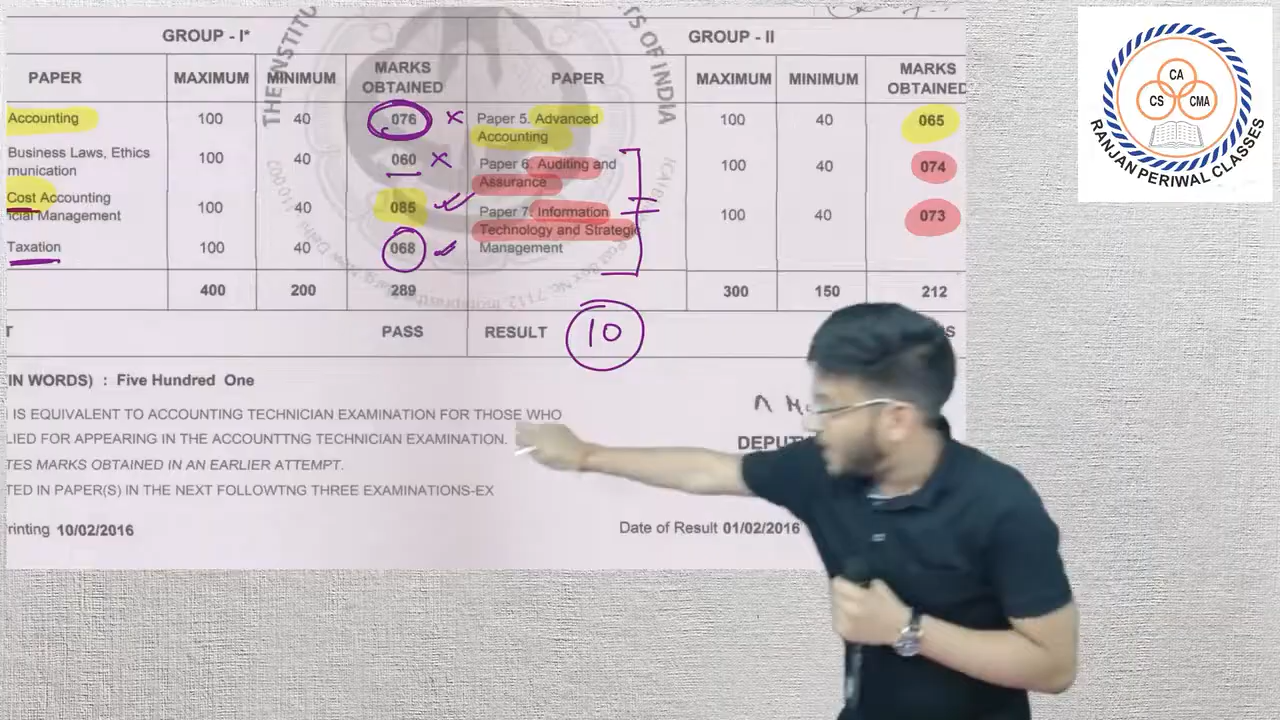 GROUP - I*
GROUP - II
PAPER MAXIMUM MINIMUM MARKS OBTAINED PAPER MAXIMUM MINIMUM MARKS OBTAINED
Accounting 100 40 076 x Paper 5. Advanced Accounting 100 40 065
Business Laws, Ethics
munication 100 40 060 x Paper 6. Auditing and Assurance 100 40 074
Cost Accounting
ncial Management 100 40 085 Paper 7. Information Technology and Strategic Management 100 40 073
Taxation 100 40 068
400 200 289 300 150 212
T PASS RESULT 10
IN WORDS) : Five Hundred One
IS EQUIVALENT TO ACCOUNTING TECHNICIAN EXAMINATION FOR THOSE WHO
LIED FOR APPEARING IN THE ACCOUNTTNG TECHNICIAN EXAMINATION.
TES MARKS OBTAINED IN AN EARLIER ATTEMPT.
TED IN PAPER(S) IN THE NEXT FOLLOWTNG THREE EXAMINATIONS-EX
rinting 10/02/2016
Date of Result 01/02/2016
DEPUT
THE INSTITU
TS OF INDIA
CA
CS
CMA
RANJAN PERIWAL CLASSES